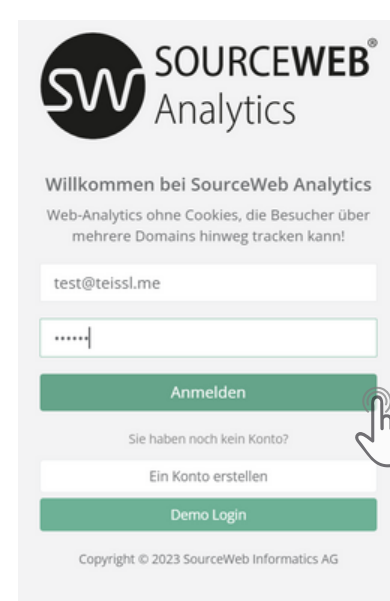 SW SOURCEWEB®
Analytics
Willkommen bei SourceWeb Analytics
Web-Analytics ohne Cookies, die Besucher über
mehrere Domains hinweg tracken kann!
test@teissl.me
••••••
Anmelden
Sie haben noch kein Konto?
Ein Konto erstellen
Demo Login
Copyright © 2023 SourceWeb Informatics AG